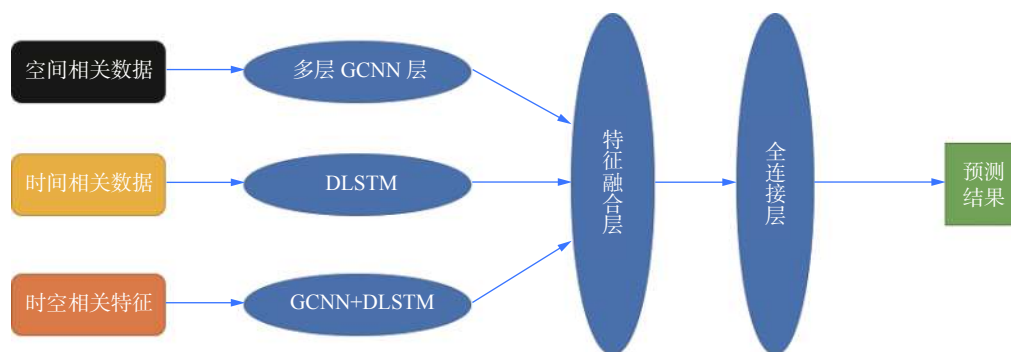 空间相关数据
多层 GCNN 层
时间相关数据
DLSTM
时空相关特征
GCNN+DLSTM
特征融合层
全连接层
预测
结果